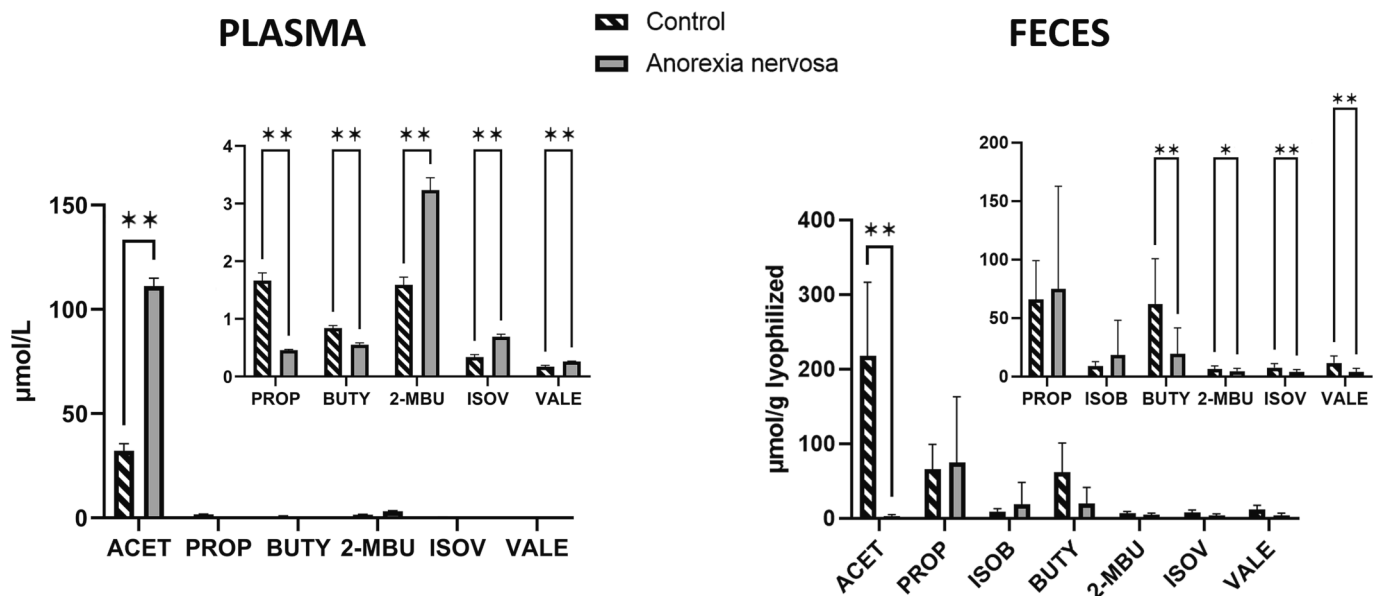 PLASMA
Control
Anorexia nervosa
FECES
µmol/L
150
100
50
0
✶✶
ACET PROP BUTY 2-MBU ISOV VALE
4
3
2
1
0
✶✶ ✶✶ ✶✶ ✶✶ ✶✶
PROP BUTY 2-MBU ISOV VALE
µmol/g lyophilized
400
300
200
100
0
✶✶
ACET PROP ISOB BUTY 2-MBU ISOV VALE
200
150
100
50
0
✶✶ ✶ ✶✶ ✶✶
PROP ISOB BUTY 2-MBU ISOV VALE